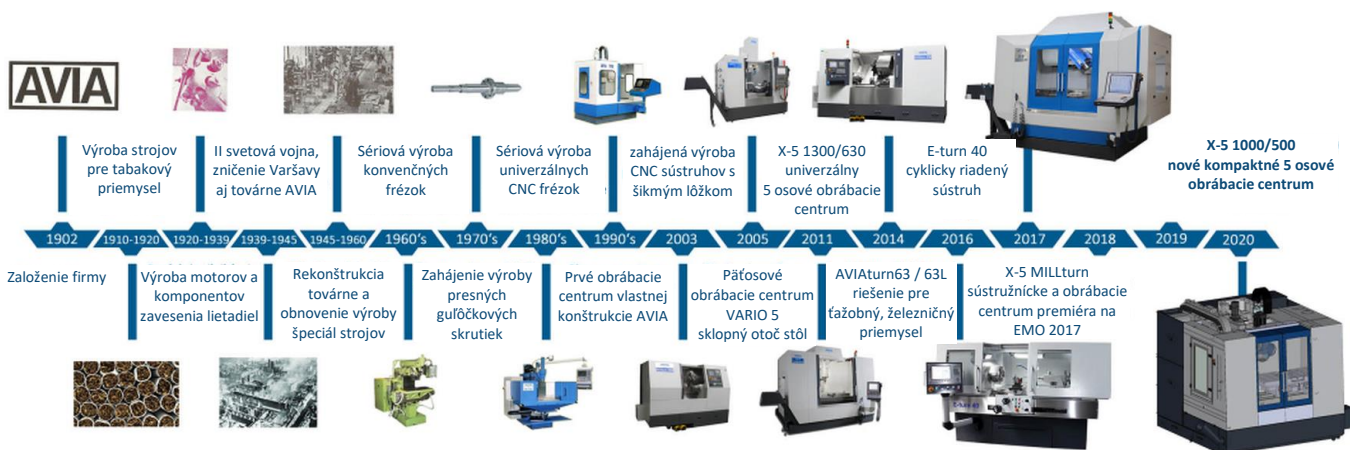 AVIA
Výroba strojov
pre tabakový
priemysel
II svetová vojna,
zničenie Varšavy
aj továrne AVIA
Sériová výroba
konvenčných
frézok
Sériová výroba
univerzálnych
CNC frézok
zahájená výroba
CNC sústruhov s
šikmým lôžkom
X-5 1300/630
univerzálny
5 osové obrábacie
centrum
E-turn 40
cyklicky riadený
sústruh
X-5 1000/500
nové kompaktné 5 osové
obrábacie centrum
1902
1910-1920
1920-1939
1939-1945
1945-1960
1960‘s
1970‘s
1980‘s
1990‘s
2003
2005
2011
2014
2016
2017
2018
2019
2020
Založenie firmy
Výroba motorov a
komponentov
zavesenia lietadiel
Rekonštrukcia
továrne a
obnovenie výroby
špeciál strojov
Zahájenie výroby
presných
guľôčkových
skrutiek
Prvé obrábacie
centrum vlastnej
konštrukcie AVIA
Päťosové
obrábacie centrum
VARIO 5
sklopný otoč stôl
AVIAturn63 / 63L
riešenie pre
ťažobný, železničný
priemysel
X-5 MILLturn
sústružnícke a obrábacie
centrum premiéra na
EMO 2017
E-turn 40